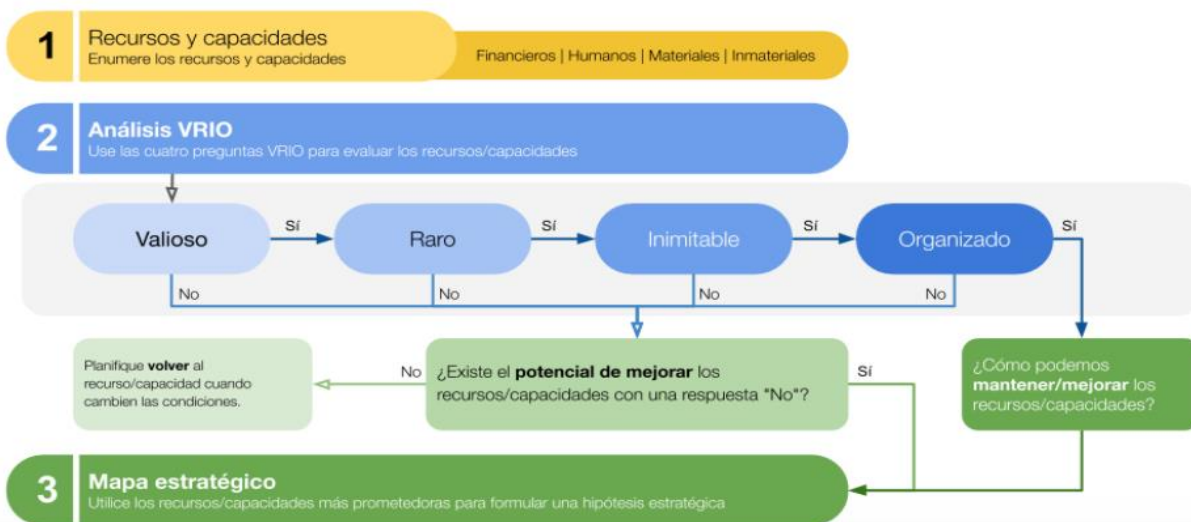 1
Recursos y capacidades
Enumere los recursos y capacidades
Financieros | Humanos | Materiales | Inmateriales
2
Análisis VRIO
Use las cuatro preguntas VRIO para evaluar los recursos/capacidades
Valioso
Sí
Raro
Sí
Inimitable
Sí
Organizado
Sí
No
No
No
No
Planifique volver al
recurso/capacidad cuando
cambien las condiciones.
No
¿Existe el potencial de mejorar los
recursos/capacidades con una respuesta "No"?
Sí
¿Cómo podemos
mantener/mejorar los
recursos/capacidades?
3
Mapa estratégico
Utilice los recursos/capacidades más prometedoras para formular una hipótesis estratégica